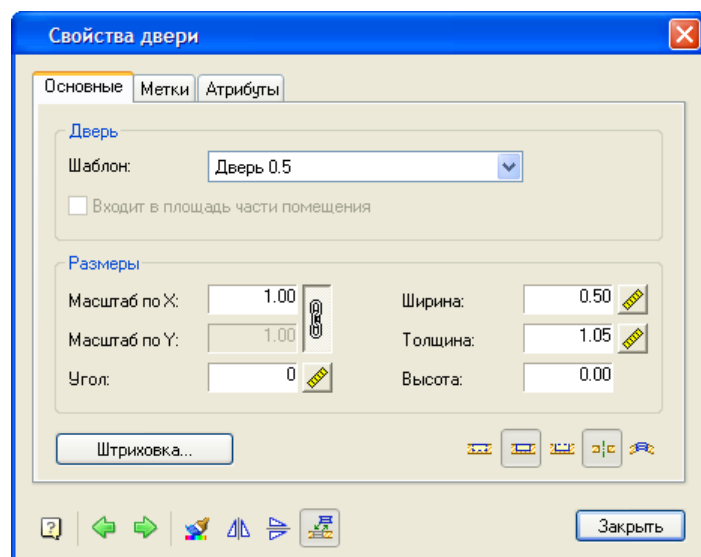 Свойства двери
Основные Метки Атрибуты
Дверь
Шаблон: Дверь 0.5
Входит в площадь части помещения
Размеры
Масштаб по X: 1.00 Ширина: 0.50
Масштаб по Y: 1.00 Толщина: 1.05
Угол: 0 Высота: 0.00
Штриховка...
? Закрыть